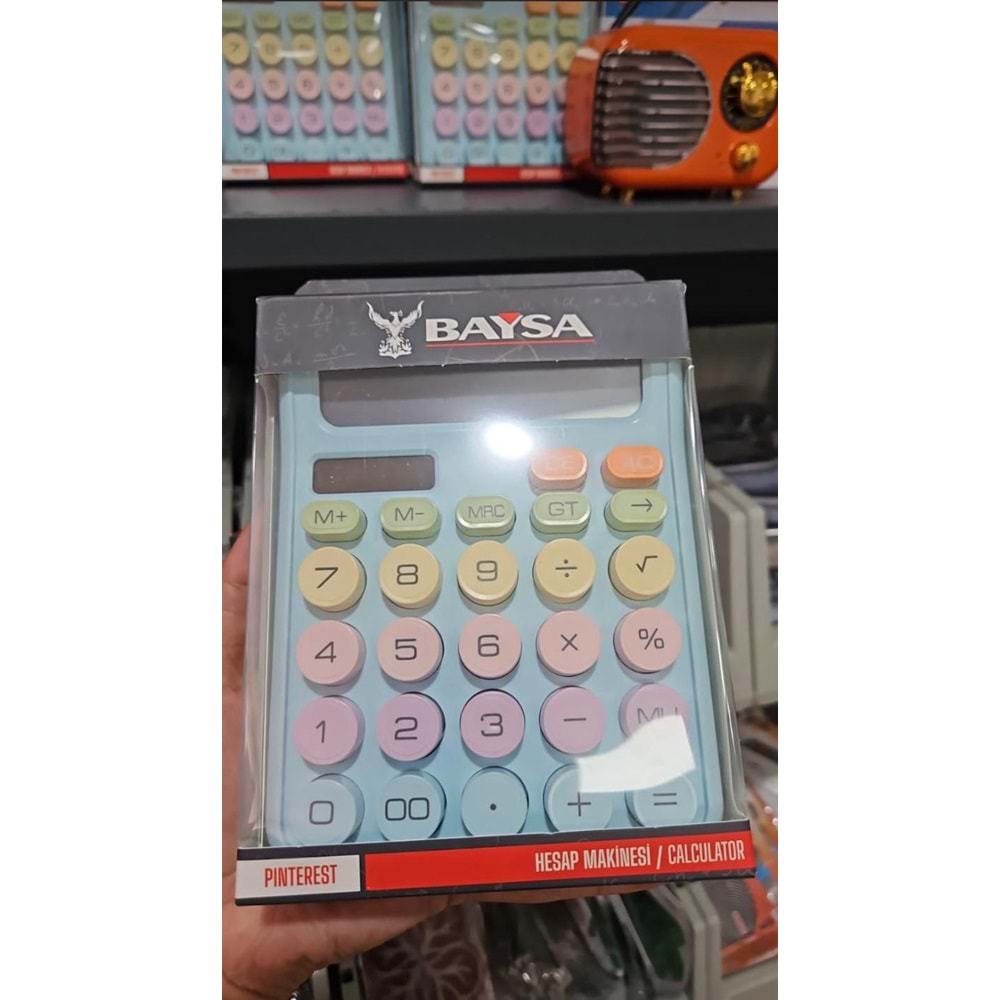 BAYSA
CE AC
M+ M- MRC GT →
7 8 9 ÷ √
4 5 6 × %
1 2 3 − MU
0 00 . + =
PINTEREST HESAP MAKİNESİ / CALCULATOR